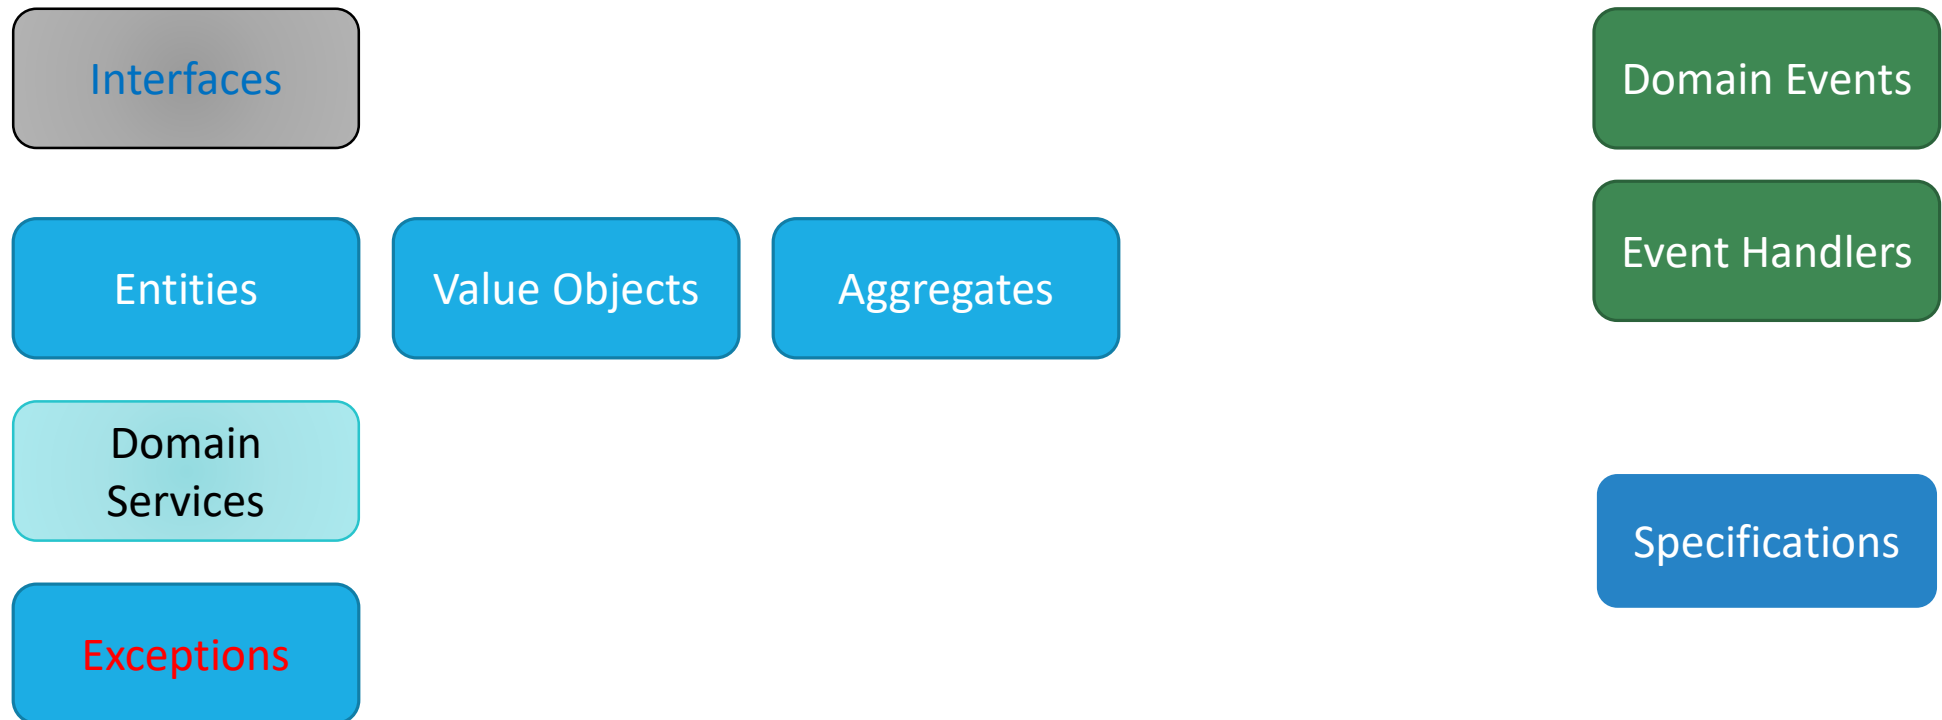 Interfaces
Domain Events
Event Handlers
Entities
Value Objects
Aggregates
Domain
Services
Specifications
Exceptions